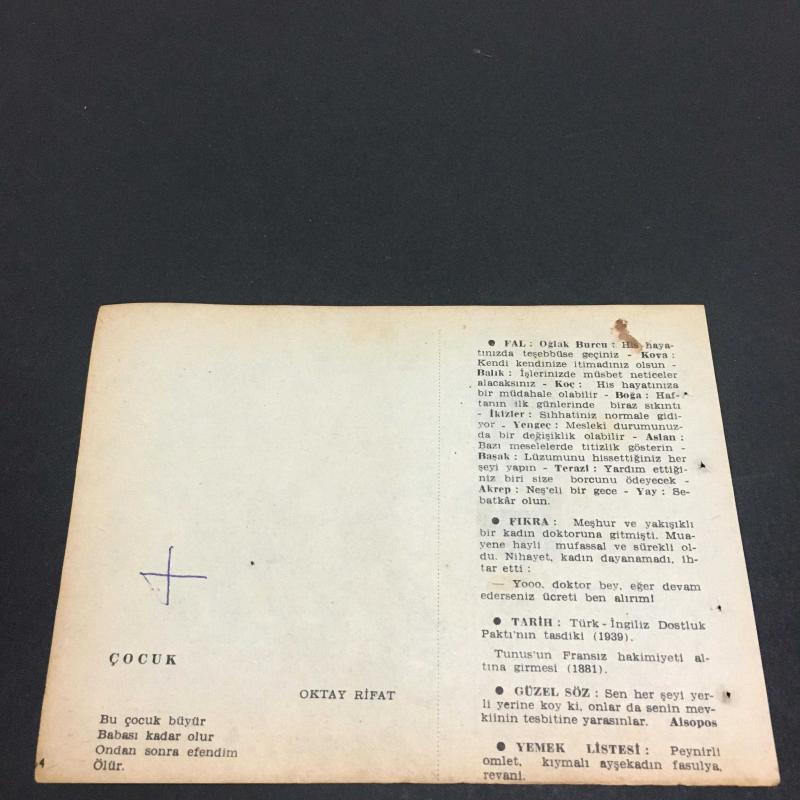 ÇOCUK
OKTAY RİFAT
Bu çocuk büyür
Babası kadar olur
Ondan sonra efendim
Ölür.
4
● FAL : Oğlak Burcu : His haya-
tınızda teşebbüse geçiniz - Kova :
Kendi kendinize itimadınız olsun -
Balık : İşlerinizde müsbet neticeler
alacaksınız - Koç : His hayatınıza
bir müdahale olabilir - Boğa : Haf-
tanın ilk günlerinde biraz sıkıntı
- İkizler : Sıhhatiniz normale gidi-
yor - Yengeç : Mesleki durumunuz-
da bir değişiklik olabilir - Aslan :
Bazı meselelerde titizlik gösterin -
Başak : Lüzumunu hissettiğiniz her
şeyi yapın - Terazi : Yardım ettiği-
niz biri size borcunu ödeyecek -
Akrep : Neş'eli bir gece - Yay : Se-
batkâr olun.
● FIKRA : Meşhur ve yakışıklı
bir kadın doktoruna gitmişti. Mua-
yene hayli mufassal ve sürekli ol-
du. Nihayet, kadın dayanamadı, ih-
tar etti :
— Yooo, doktor bey, eğer devam
ederseniz ücreti ben alırım!
● TARİH : Türk - İngiliz Dostluk
Paktı'nın tasdiki (1939).
Tunus'un Fransız hakimiyeti al-
tına girmesi (1881).
● GÜZEL SÖZ : Sen her şeyi yer-
li yerine koy ki, onlar da senin mev-
kiinin tesbitine yarasınlar. Aisopos
● YEMEK LİSTESİ : Peynirli
omlet, kıymalı ayşekadın fasulya,
revani.